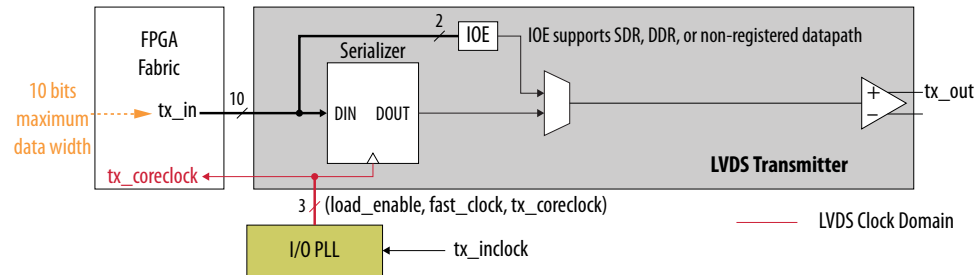 FPGA
Fabric
10 bits
maximum
data width
tx_in
10
tx_coreclock
2
IOE
IOE supports SDR, DDR, or non-registered datapath
Serializer
DIN
DOUT
+
−
tx_out
LVDS Transmitter
3
(load_enable, fast_clock, tx_coreclock)
I/O PLL
tx_inclock
LVDS Clock Domain